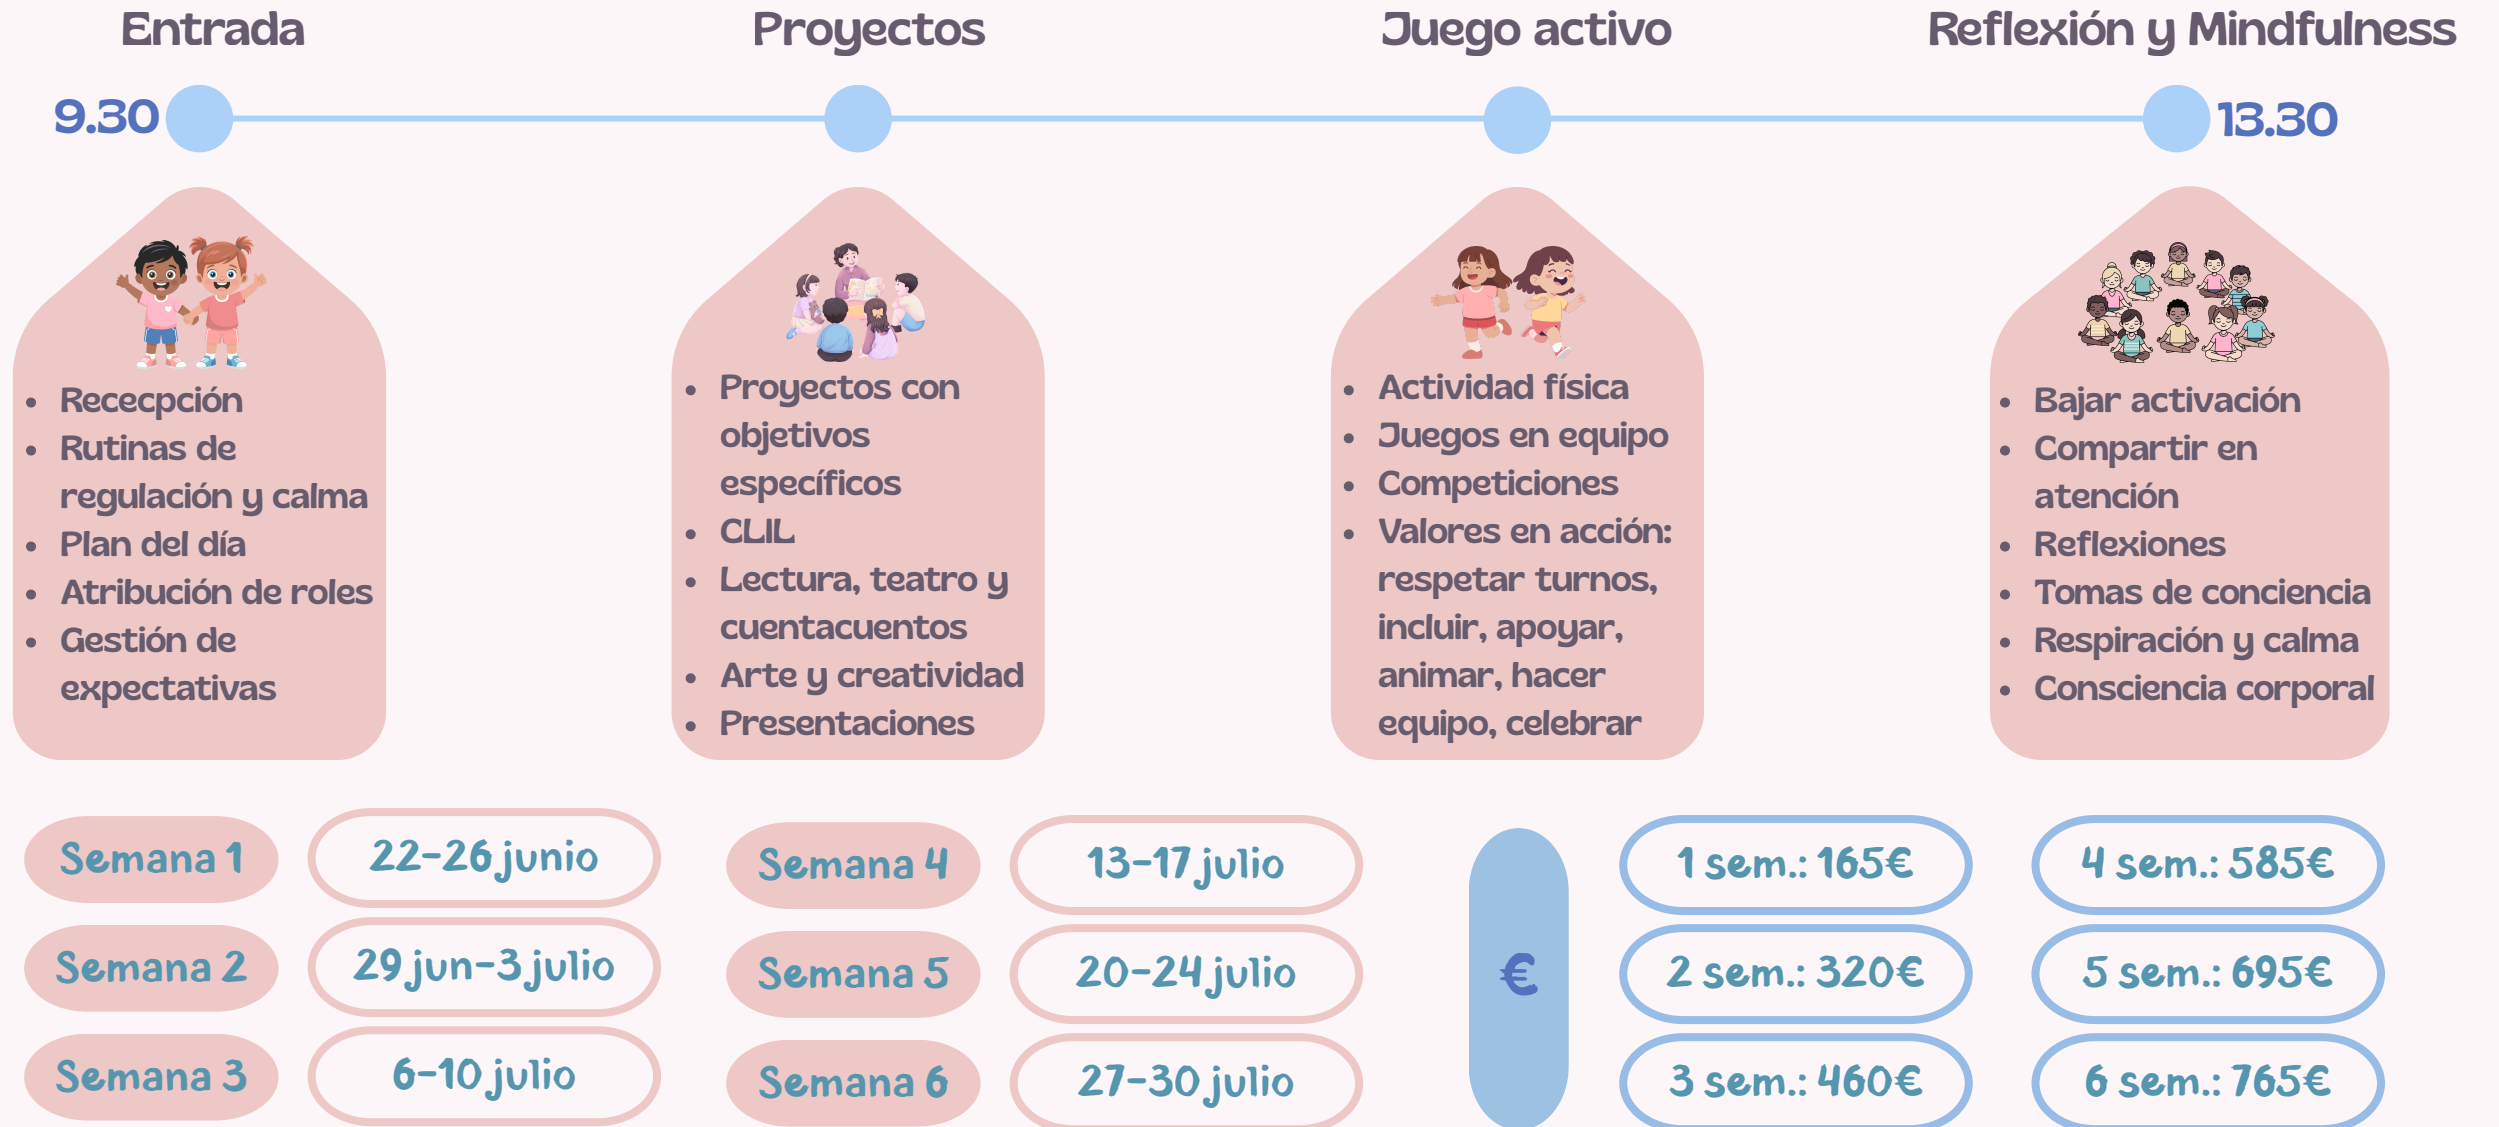 Entrada
Proyectos
Juego activo
Reflexión y Mindfulness
9.30
13.30
• Rececpción
• Rutinas de
regulación y calma
• Plan del día
• Atribución de roles
• Gestión de
expectativas
• Proyectos con
objetivos
específicos
• CLIL
• Lectura, teatro y
cuentacuentos
• Arte y creatividad
• Presentaciones
• Actividad física
• Juegos en equipo
• Competiciones
• Valores en acción:
respetar turnos,
incluir, apoyar,
animar, hacer
equipo, celebrar
• Bajar activación
• Compartir en
atención
• Reflexiones
• Tomas de conciencia
• Respiración y calma
• Consciencia corporal
Semana 1
22-26 junio
Semana 2
29 jun-3 julio
Semana 3
6-10 julio
Semana 4
13-17 julio
Semana 5
20-24 julio
Semana 6
27-30 julio
€
1 sem.: 165€
2 sem.: 320€
3 sem.: 460€
4 sem.: 585€
5 sem.: 695€
6 sem.: 765€